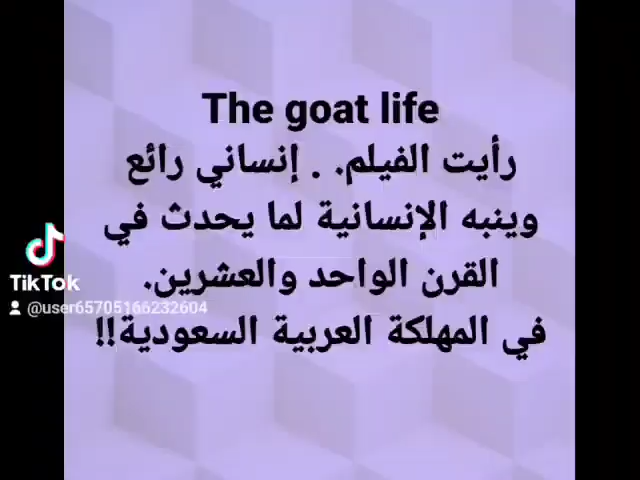 The goat life
رأيت الفيلم. . إنساني رائع
وينبه الإنسانية لما يحدث في
القرن الواحد والعشرين.
في المهلكة العربية السعودية!!
TikTok
@user65705166232604